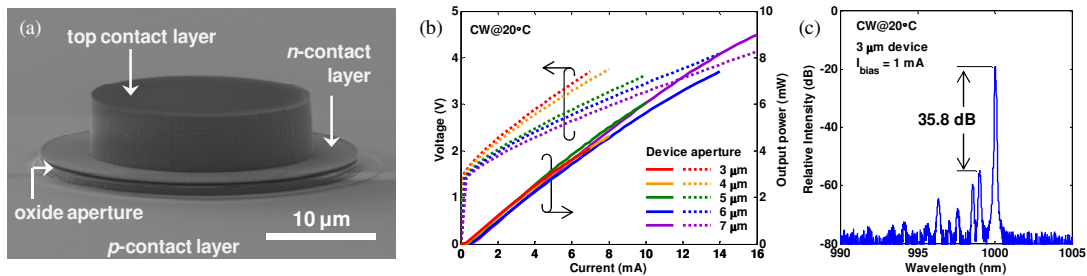 (a)
top contact layer
n-contact
layer
oxide aperture
10 μm
p-contact layer
(b)
CW@20°C
Voltage (V)
5
4
3
2
1
0
Output power (mW)
10
8
6
4
2
0
Device aperture
3 μm
4 μm
5 μm
6 μm
7 μm
0 2 4 6 8 10 12 14 16
Current (mA)
(c)
CW@20°C
3 μm device
Ibias = 1 mA
35.8 dB
Relative Intensity (dB)
0
-20
-40
-60
-80
990 995 1000 1005
Wavelength (nm)